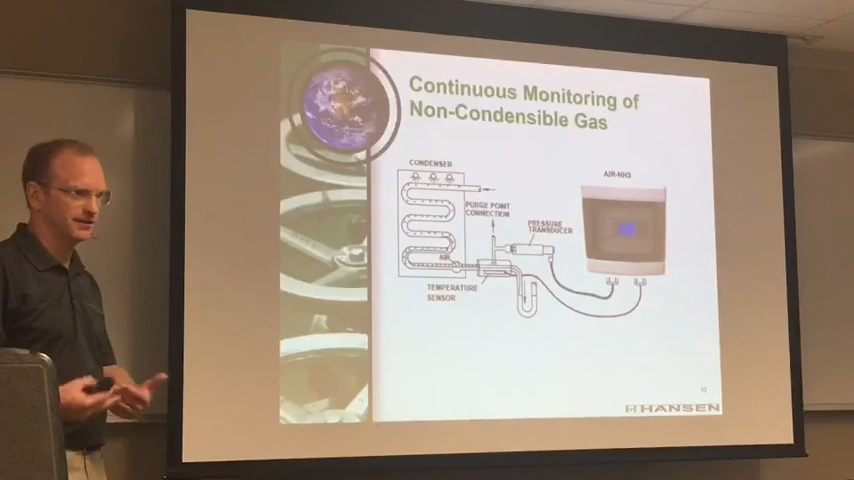 Continuous Monitoring of
Non-Condensible Gas
CONDENSER
AIR-NH3
PURGE POINT
CONNECTION
PRESSURE
TRANSDUCER
AIR
TEMPERATURE
SENSOR
HANSEN